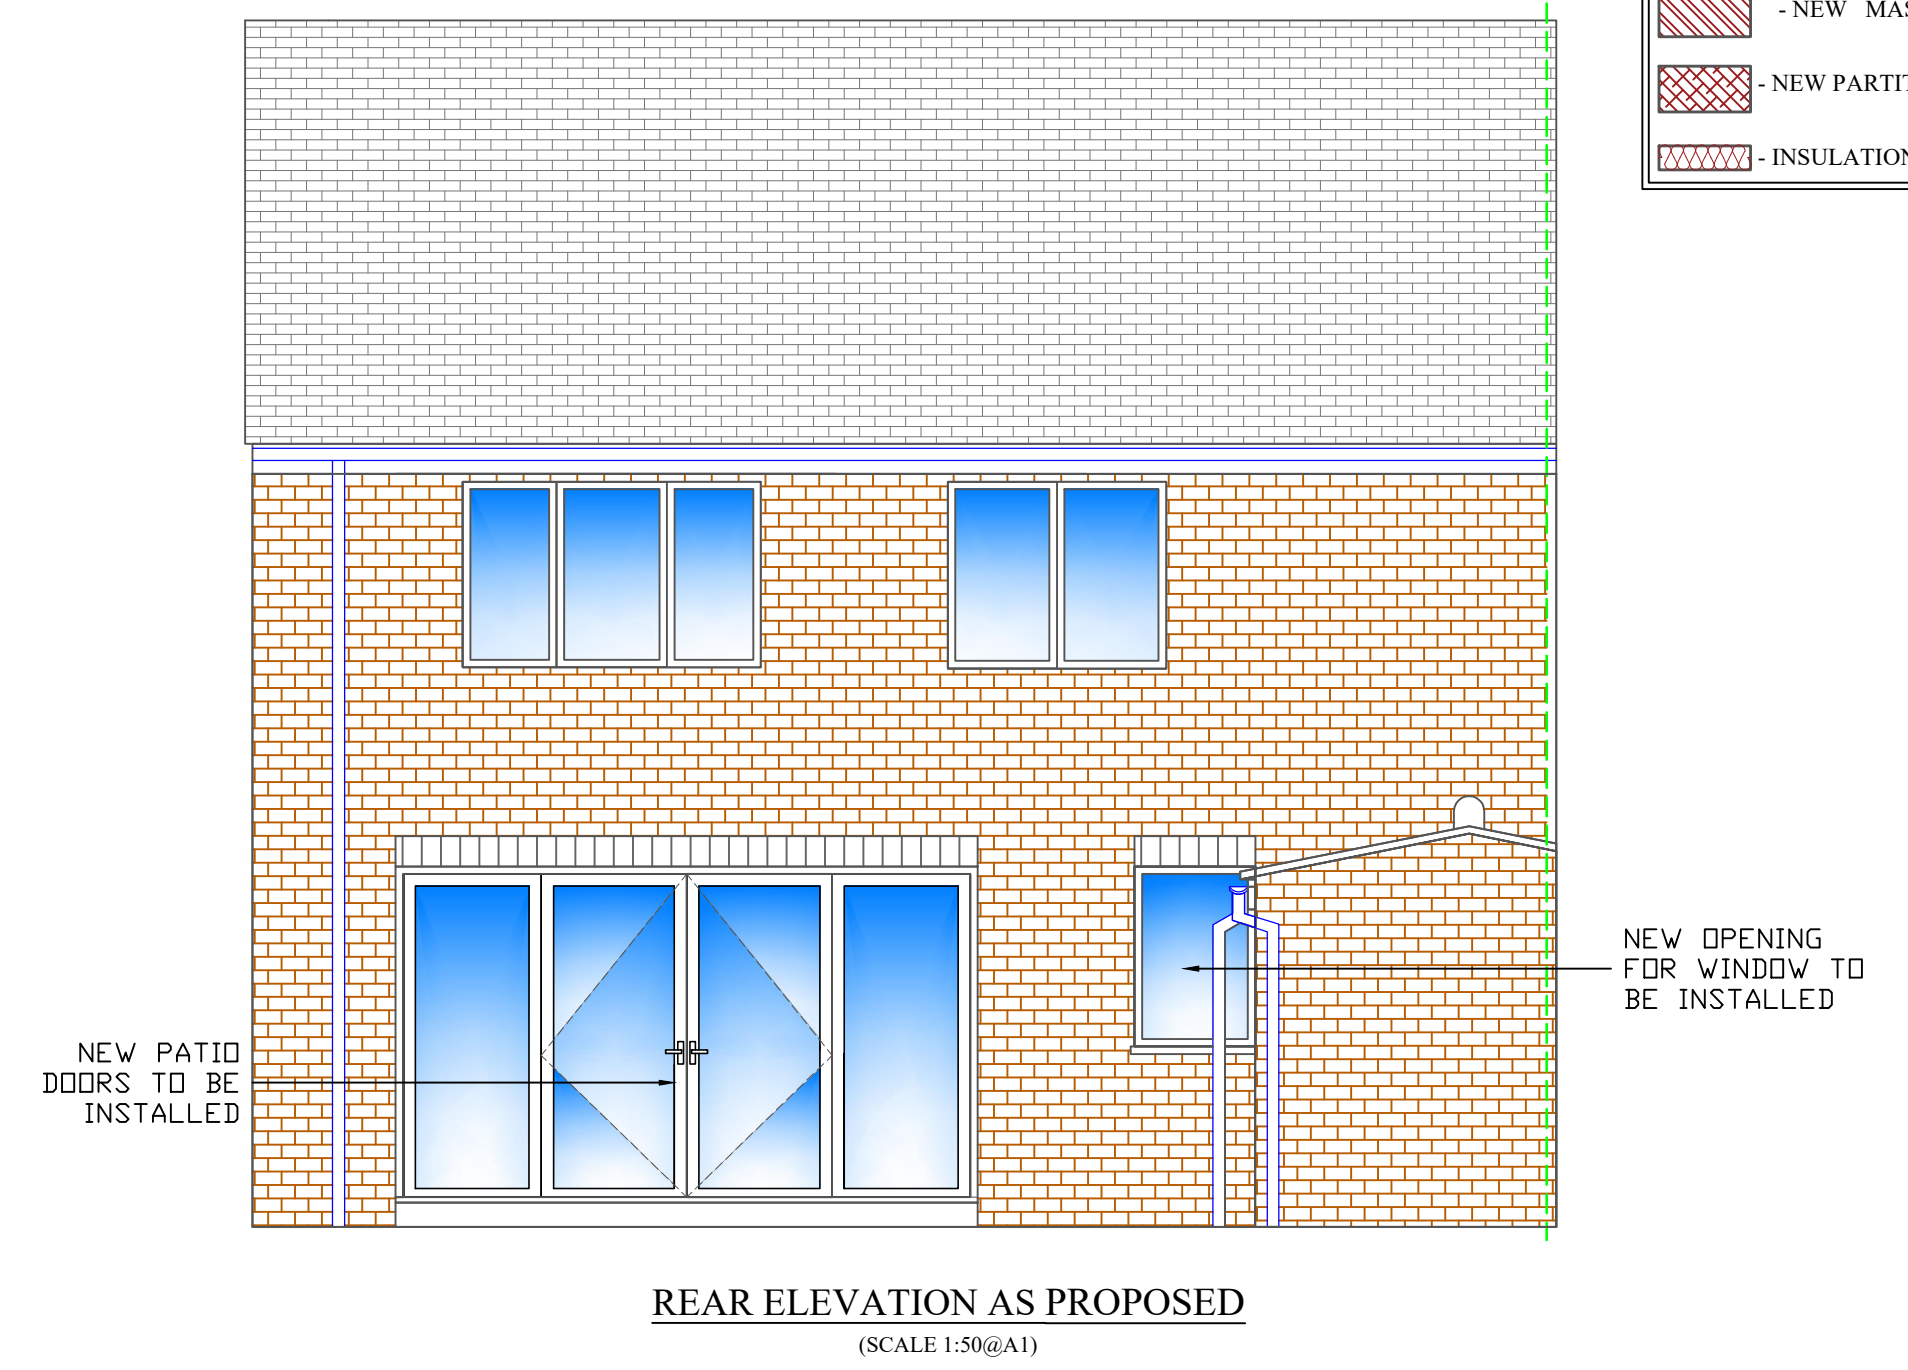 - NEW
- NEW
- INSULATION
NEW OPENING
FOR WINDOW TO
BE INSTALLED
NEW PATIO
DOORS TO BE
INSTALLED
REAR ELEVATION AS PROPOSED
(SCALE 1:50@A1)